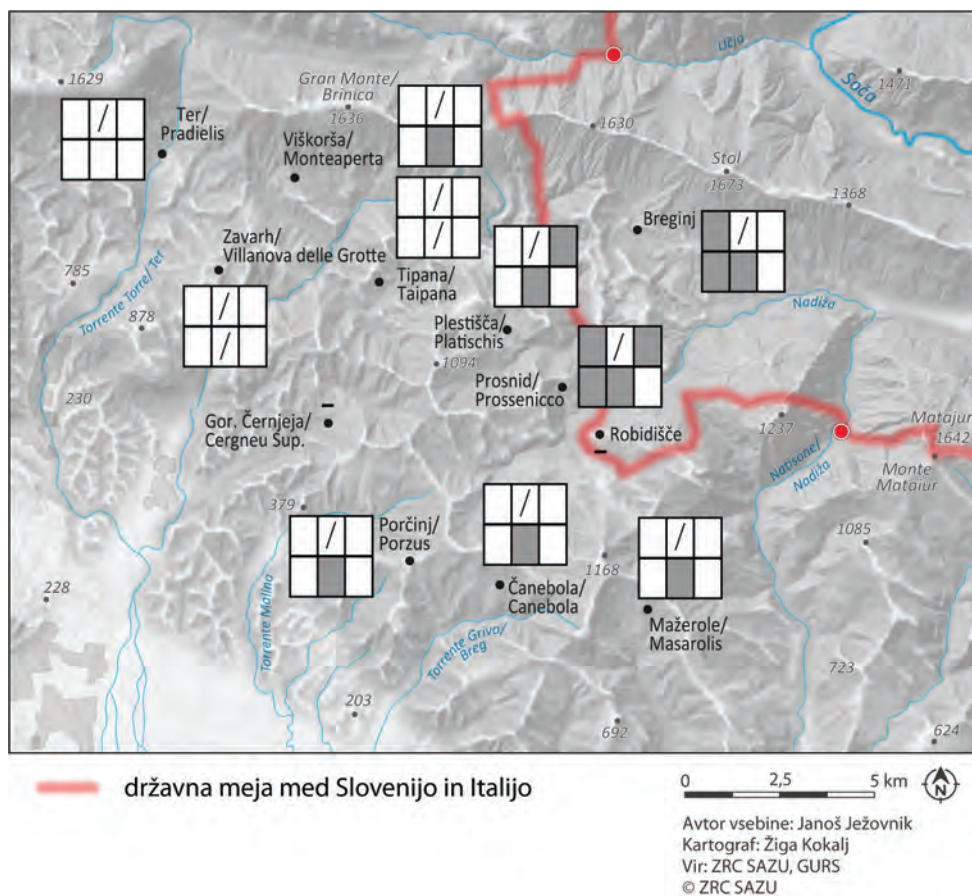 Učja
Soča
1629
Gran Monte/
Brinica
1636
1471
Ter/
Pradielis
/
/
1630
Viškorša/
Monteaperta
Stol
1673
1368
/
/
Breginj
/
Zavarh/
Villanova delle Grotte
/
785
Torrente Torre/Ter
878
/
/
Tipana/
Taipana
Nadiža
Plestišča/
Platischis
/
1094
Prosnid/
Prossenicco
230
Gor. Černjeja/
Cergneu Sup.
Robidišče
1237
Matajur
1642
Natisone/
Nadiža
Monte
Mataiur
379
/
Porčinj/
Porzus
/
1168
/
1085
228
Čanebola/
Canebola
Mažerole/
Masarolis
Torrente Malina
Torrente Griva/
Breg
723
203
692
624
državna meja med Slovenijo in Italijo
0 2,5 5 km
N
Avtor vsebine: Janoš Ježovnik
Kartograf: Žiga Kokalj
Vir: ZRC SAZU, GURS
© ZRC SAZU